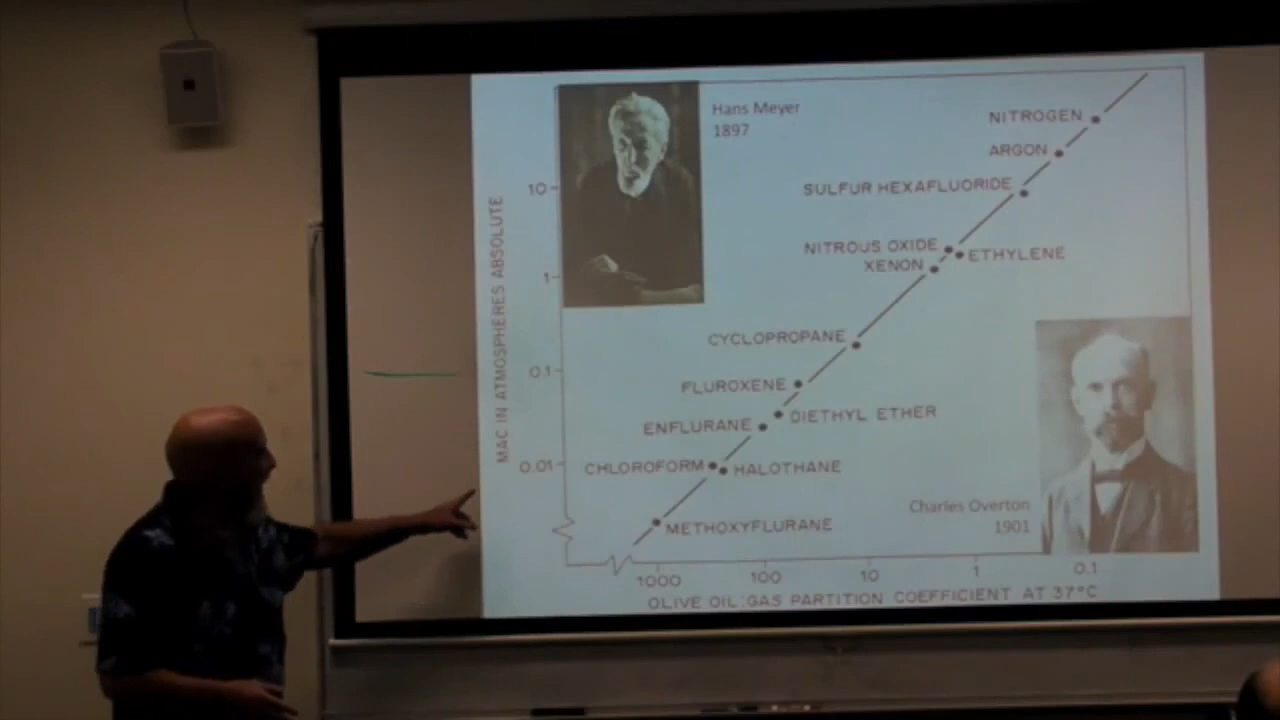 Hans Meyer
1897
NITROGEN
ARGON
SULFUR HEXAFLUORIDE
NITROUS OXIDE
ETHYLENE
XENON
CYCLOPROPANE
FLUROXENE
DIETHYL ETHER
ENFLURANE
CHLOROFORM
HALOTHANE
METHOXYFLURANE
Charles Overton
1901
MAC IN ATMOSPHERES ABSOLUTE
10
1
0.1
0.01
1000 100 10 1 0.1
OLIVE OIL:GAS PARTITION COEFFICIENT AT 37°C